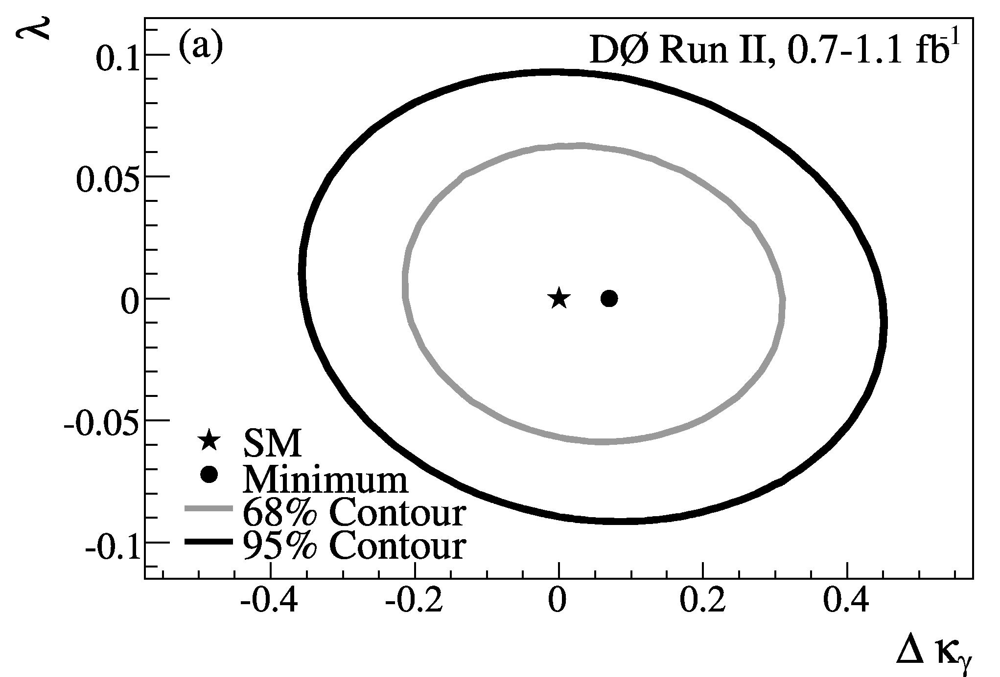 λ
(a) DØ Run II, 0.7-1.1 fb⁻¹
0.1
0.05
0
-0.05
-0.1
SM
Minimum
68% Contour
95% Contour
-0.4 -0.2 0 0.2 0.4
Δ κγ